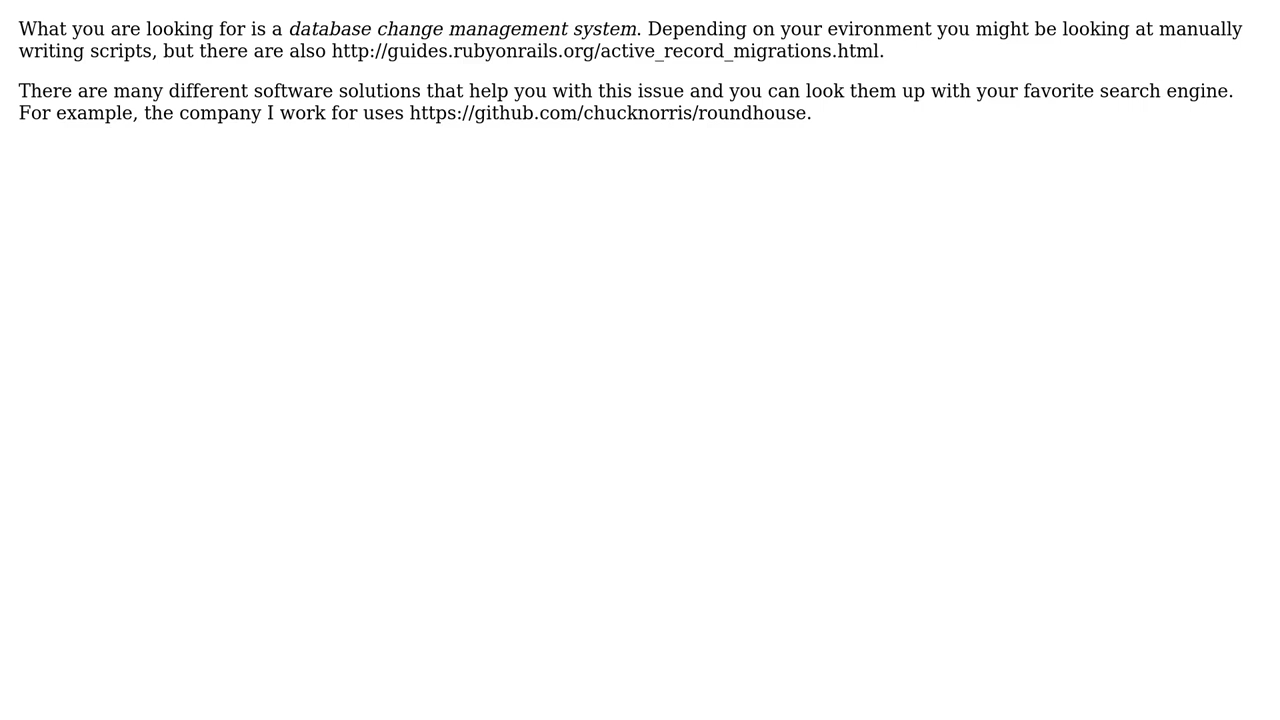 What you are looking for is a database change management system. Depending on your evironment you might be looking at manually
writing scripts, but there are also http://guides.rubyonrails.org/active_record_migrations.html.
There are many different software solutions that help you with this issue and you can look them up with your favorite search engine.
For example, the company I work for uses https://github.com/chucknorris/roundhouse.